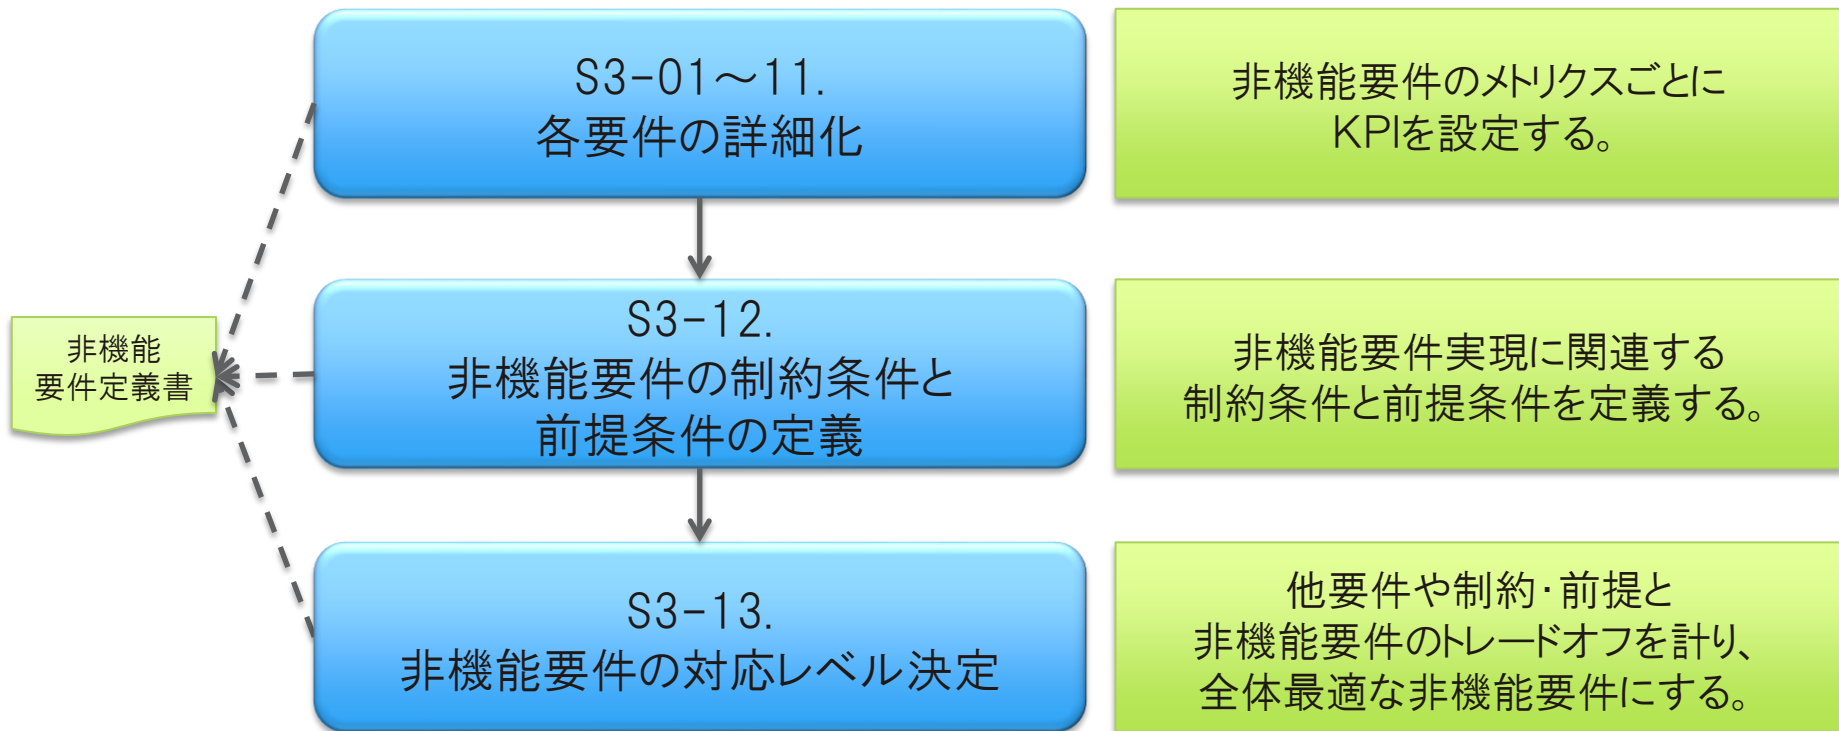 S3-01～11.
各要件の詳細化
非機能要件のメトリクスごとに
KPIを設定する。
非機能
要件定義書
S3-12.
非機能要件の制約条件と
前提条件の定義
非機能要件実現に関連する
制約条件と前提条件を定義する。
S3-13.
非機能要件の対応レベル決定
他要件や制約・前提と
非機能要件のトレードオフを計り、
全体最適な非機能要件にする。